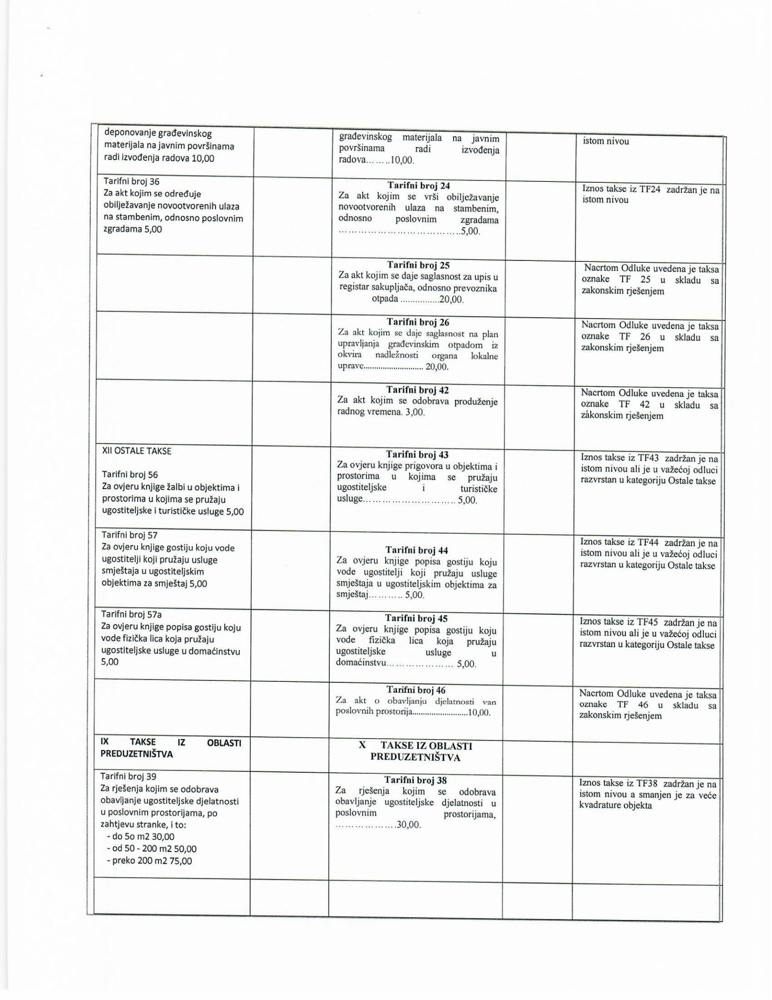 deponovanje građevinskog
materijala na javnim površinama
radi izvođenja radova 10,00
građevinskog materijala na javnim
površinama radi izvođenja
radova........10,00.
istom nivou
Tarifni broj 36
Za akt kojim se određuje
obilježavanje novootvorenih ulaza
na stambenim, odnosno poslovnim
zgradama 5,00
Tarifni broj 24
Za akt kojim se vrši obilježavanje
novootvorenih ulaza na stambenim,
odnosno poslovnim zgradama
......................................5,00.
Iznos takse iz TF24 zadržan je na
istom nivou
Tarifni broj 25
Za akt kojim se daje saglasnost za upis u
registar sakupljača, odnosno prevoznika
otpada ................20,00.
Nacrtom Odluke uvedena je taksa
oznake TF 25 u skladu sa
zakonskim rješenjem
Tarifni broj 26
Za akt kojim se daje saglasnost na plan
upravljanja građevinskim otpadom iz
okvira nadležnosti organa lokalne
uprave............................ 20,00.
Nacrtom Odluke uvedena je taksa
oznake TF 26 u skladu sa
zakonskim rješenjem
Tarifni broj 42
Za akt kojim se odobrava produženje
radnog vremena. 3,00.
Nacrtom Odluke uvedena je taksa
oznake TF 42 u skladu sa
zakonskim rješenjem
XII OSTALE TAKSE
Tarifni broj 56
Za ovjeru knjige žalbi u objektima i
prostorima u kojima se pružaju
ugostiteljske i turističke usluge 5,00
Tarifni broj 43
Za ovjeru knjige prigovora u objektima i
prostorima u kojima se pružaju
ugostiteljske i turističke
usluge............................. 5,00.
Iznos takse iz TF43 zadržan je na
istom nivou ali je u važećoj odluci
razvrstan u kategoriju Ostale takse
Tarifni broj 57
Za ovjeru knjige gostiju koju vode
ugostitelji koji pružaju usluge
smještaja u ugostiteljskim
objektima za smještaj 5,00
Tarifni broj 44
Za ovjeru knjige popisa gostiju koju
vode ugostitelji koji pružaju usluge
smještaja u ugostiteljskim objektima za
smještaj........... 5,00.
Iznos takse iz TF44 zadržan je na
istom nivou ali je u važećoj odluci
razvrstan u kategoriju Ostale takse
Tarifni broj 57a
Za ovjeru knjige popisa gostiju koju
vode fizička lica koja pružaju
ugostiteljske usluge u domaćinstvu
5,00
Tarifni broj 45
Za ovjeru knjige popisa gostiju koju
vode fizička lica koja pružaju
ugostiteljske usluge u
domaćinstvu..................... 5,00.
Iznos takse iz TF45 zadržan je na
istom nivou ali je u važećoj odluci
razvrstan u kategoriju Ostale takse
Tarifni broj 46
Za akt o obavljanju djelatnosti van
poslovnih prostorija..........................10,00.
Nacrtom Odluke uvedena je taksa
oznake TF 46 u skladu sa
zakonskim rješenjem
IX TAKSE IZ OBLASTI
PREDUZETNIŠTVA
X TAKSE IZ OBLASTI
PREDUZETNIŠTVA
Tarifni broj 39
Za rješenja kojim se odobrava
obavljanje ugostiteljske djelatnosti
u poslovnim prostorijama, po
zahtjevu stranke, i to:
- do 5o m2 30,00
- od 50 - 200 m2 50,00
- preko 200 m2 75,00
Tarifni broj 38
Za rješenja kojim se odobrava
obavljanje ugostiteljske djelatnosti u
poslovnim prostorijama,
...................30,00.
Iznos takse iz TF38 zadržan je na
istom nivou a smanjen je za veće
kvadrature objekta